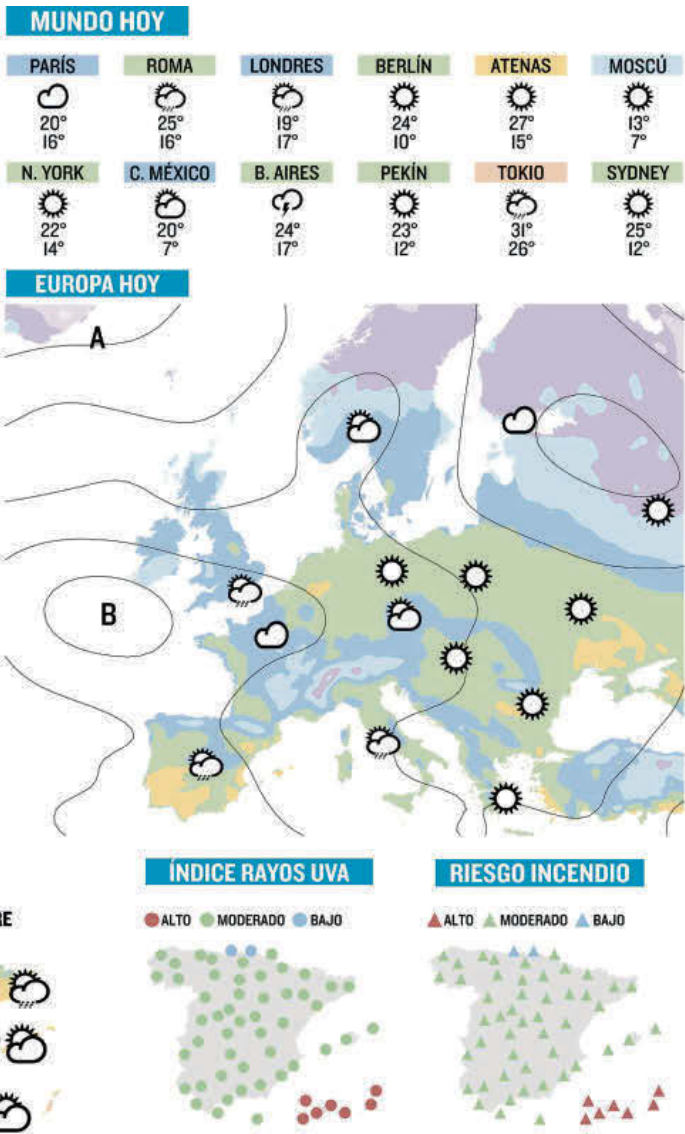 MUNDO HOY
PARÍS ROMA LONDRES BERLÍN ATENAS MOSCÚ
20° 25° 19° 24° 27° 13°
16° 16° 17° 10° 15° 7°
N. YORK C. MÉXICO B. AIRES PEKÍN TOKIO SYDNEY
22° 20° 24° 23° 31° 25°
14° 7° 17° 12° 26° 12°
EUROPA HOY
A
B
ÍNDICE RAYOS UVA RIESGO INCENDIO
RE ALTO MODERADO BAJO ALTO MODERADO BAJO